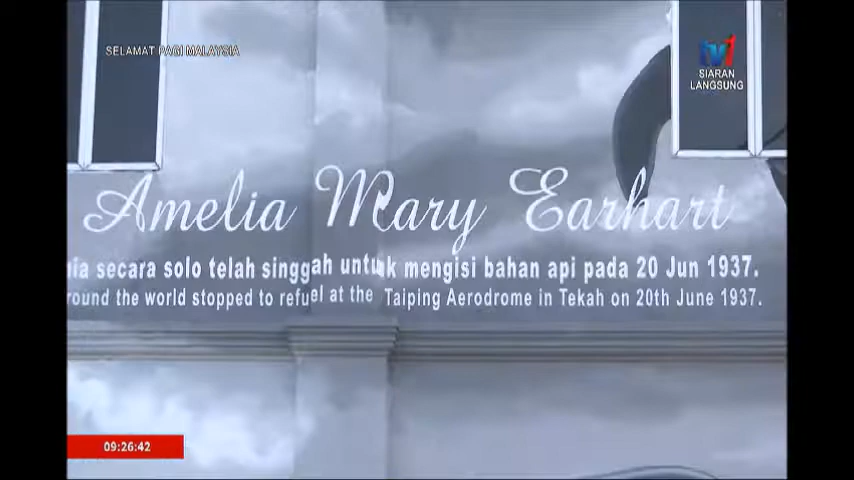 SELAMAT PAGI MALAYSIA
tv1
SIARAN
LANGSUNG
Amelia Mary Earhart
secara solo telah singgah untuk mengisi bahan api pada 20 Jun 1937.
the world stopped to refuel at the Taiping Aerodrome in Tekah on 20th June 1937.
09:26:42